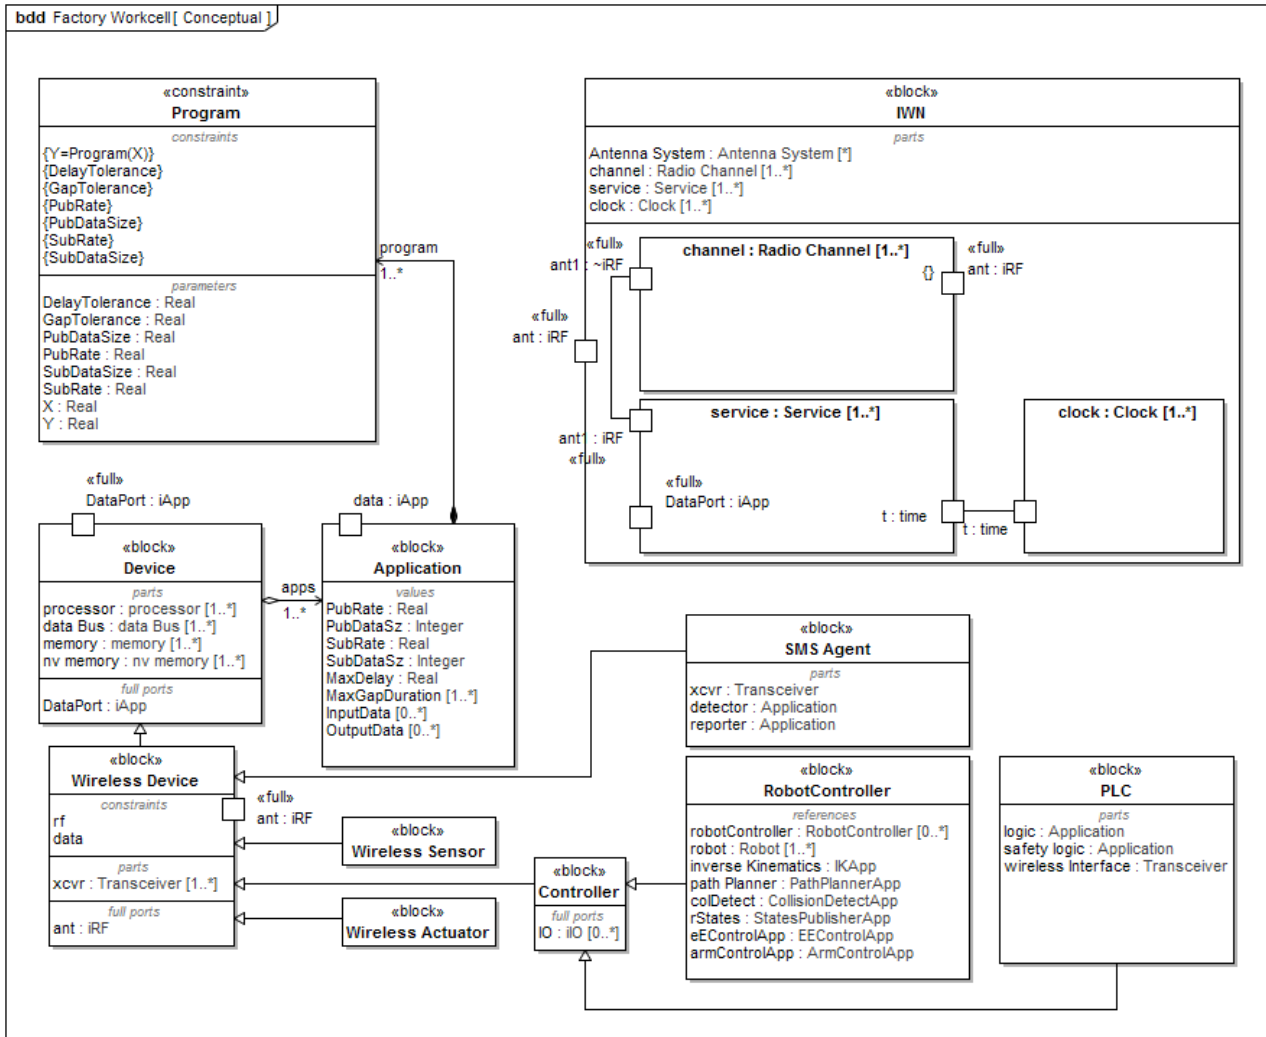 bdd Factory Workcell[ Conceptual ]
«constraint»
Program
constraints
{Y=Program(X)}
{DelayTolerance}
{GapTolerance}
{PubRate}
{PubDataSize}
{SubRate}
{SubDataSize}
parameters
DelayTolerance : Real
GapTolerance : Real
PubDataSize : Real
PubRate : Real
SubDataSize : Real
SubRate : Real
X : Real
Y : Real
program
1..*
«block»
IWN
parts
Antenna System : Antenna System [*]
channel : Radio Channel [1..*]
service : Service [1..*]
clock : Clock [1..*]
«full»
ant1 : ~iRF
channel : Radio Channel [1..*]
{}
«full»
ant : iRF
«full»
ant : iRF
service : Service [1..*]
ant1 : iRF
«full»
«full»
DataPort : iApp
t : time
t : time
clock : Clock [1..*]
«full»
DataPort : iApp
«block»
Device
parts
processor : processor [1..*]
data Bus : data Bus [1..*]
memory : memory [1..*]
nv memory : nv memory [1..*]
full ports
DataPort : iApp
apps
1..*
data : iApp
«block»
Application
values
PubRate : Real
PubDataSz : Integer
SubRate : Real
SubDataSz : Integer
MaxDelay : Real
MaxGapDuration [1..*]
InputData [0..*]
OutputData [0..*]
«block»
SMS Agent
parts
xcvr : Transceiver
detector : Application
reporter : Application
«block»
Wireless Device
constraints
rf
data
parts
xcvr : Transceiver [1..*]
full ports
ant : iRF
«full»
ant : iRF
«block»
Wireless Sensor
«block»
Wireless Actuator
«block»
Controller
full ports
IO : iIO [0..*]
«block»
RobotController
references
robotController : RobotController [0..*]
robot : Robot [1..*]
inverse Kinematics : IKApp
path Planner : PathPlannerApp
colDetect : CollisionDetectApp
rStates : StatesPublisherApp
eEControlApp : EEControlApp
armControlApp : ArmControlApp
«block»
PLC
parts
logic : Application
safety logic : Application
wireless Interface : Transceiver